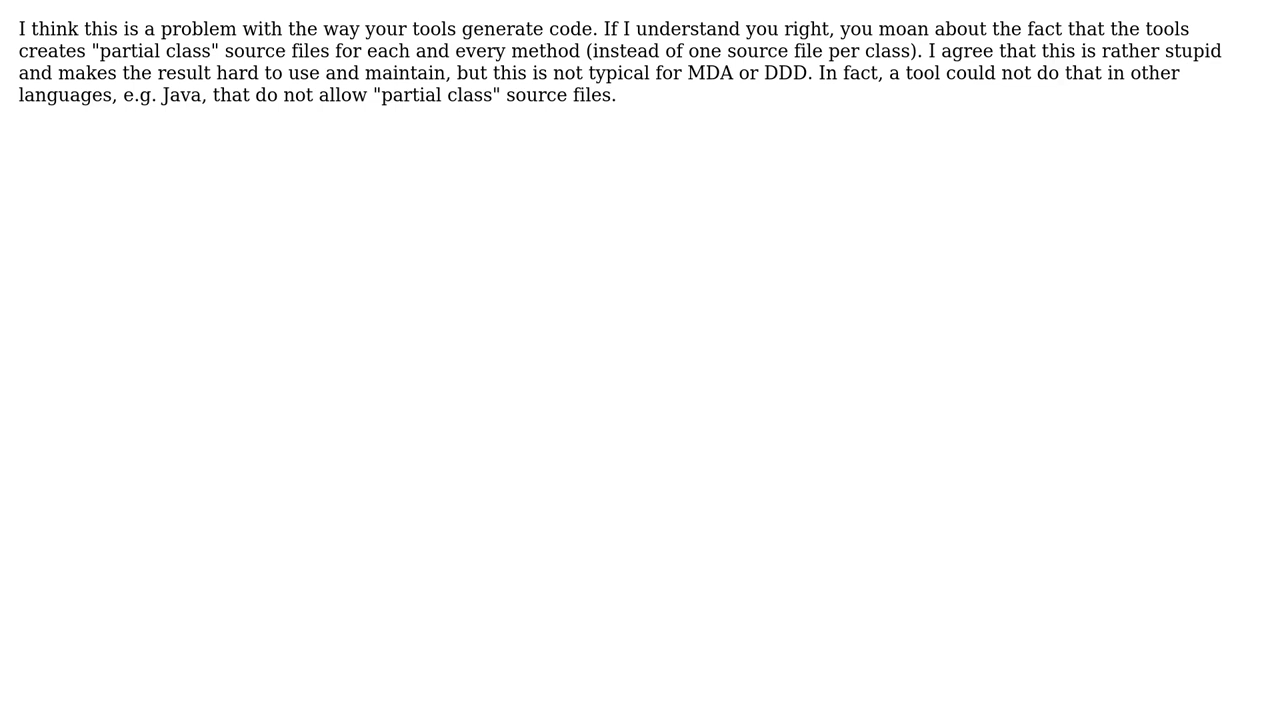 I think this is a problem with the way your tools generate code. If I understand you right, you moan about the fact that the tools
creates "partial class" source files for each and every method (instead of one source file per class). I agree that this is rather stupid
and makes the result hard to use and maintain, but this is not typical for MDA or DDD. In fact, a tool could not do that in other
languages, e.g. Java, that do not allow "partial class" source files.